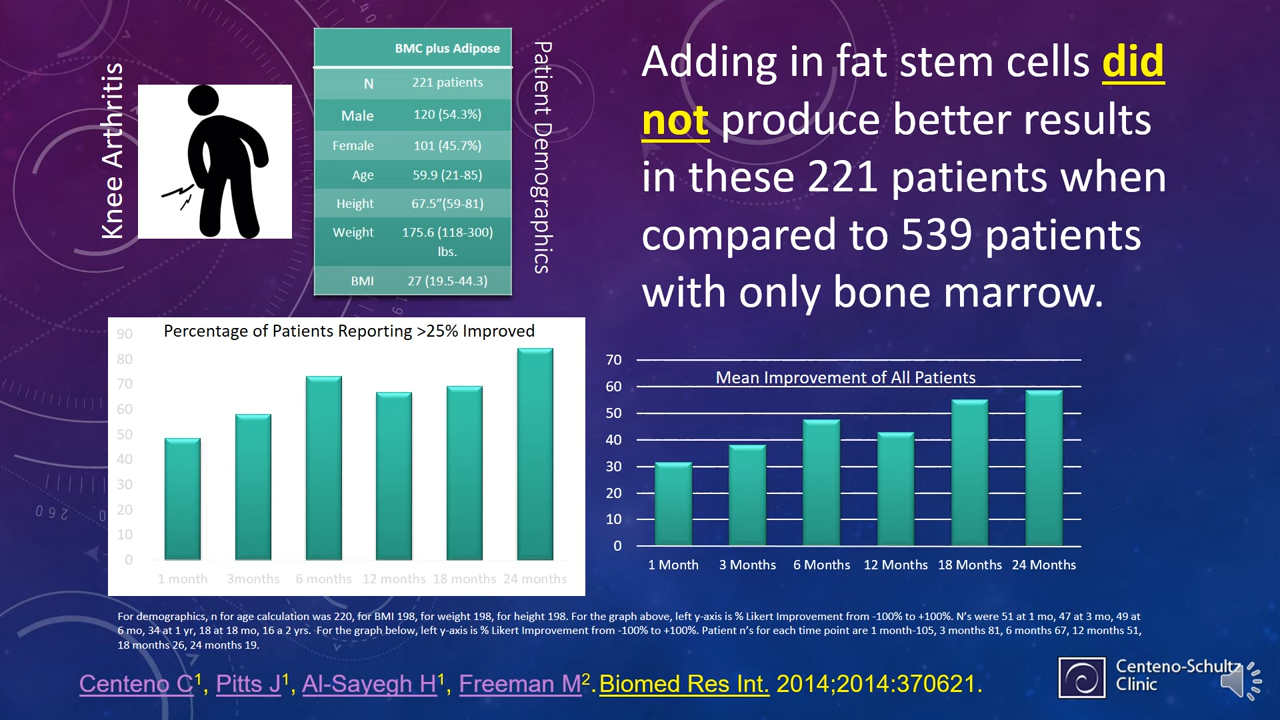 Knee Arthritis
BMC plus Adipose
N 221 patients
Male 120 (54.3%)
Female 101 (45.7%)
Age 59.9 (21-85)
Height 67.5”(59-81)
Weight 175.6 (118-300)
lbs.
BMI 27 (19.5-44.3)
Patient Demographics
Adding in fat stem cells did
not produce better results
in these 221 patients when
compared to 539 patients
with only bone marrow.
Percentage of Patients Reporting >25% Improved
90
80
70
60
50
40
30
20
10
0
1 month 3months 6 months 12 months 18 months 24 months
Mean Improvement of All Patients
70
60
50
40
30
20
10
0
1 Month 3 Months 6 Months 12 Months 18 Months 24 Months
For demographics, n for age calculation was 220, for BMI 198, for weight 198, for height 198. For the graph above, left y-axis is % Likert Improvement from -100% to +100%. N’s were 51 at 1 mo, 47 at 3 mo, 49 at
6 mo, 34 at 1 yr, 18 at 18 mo, 16 a 2 yrs. For the graph below, left y-axis is % Likert Improvement from -100% to +100%. Patient n’s for each time point are 1 month-105, 3 months 81, 6 months 67, 12 months 51,
18 months 26, 24 months 19.
Centeno C1, Pitts J1, Al-Sayegh H1, Freeman M2. Biomed Res Int. 2014;2014:370621.
Centeno-Schultz
Clinic
40
260
0
160